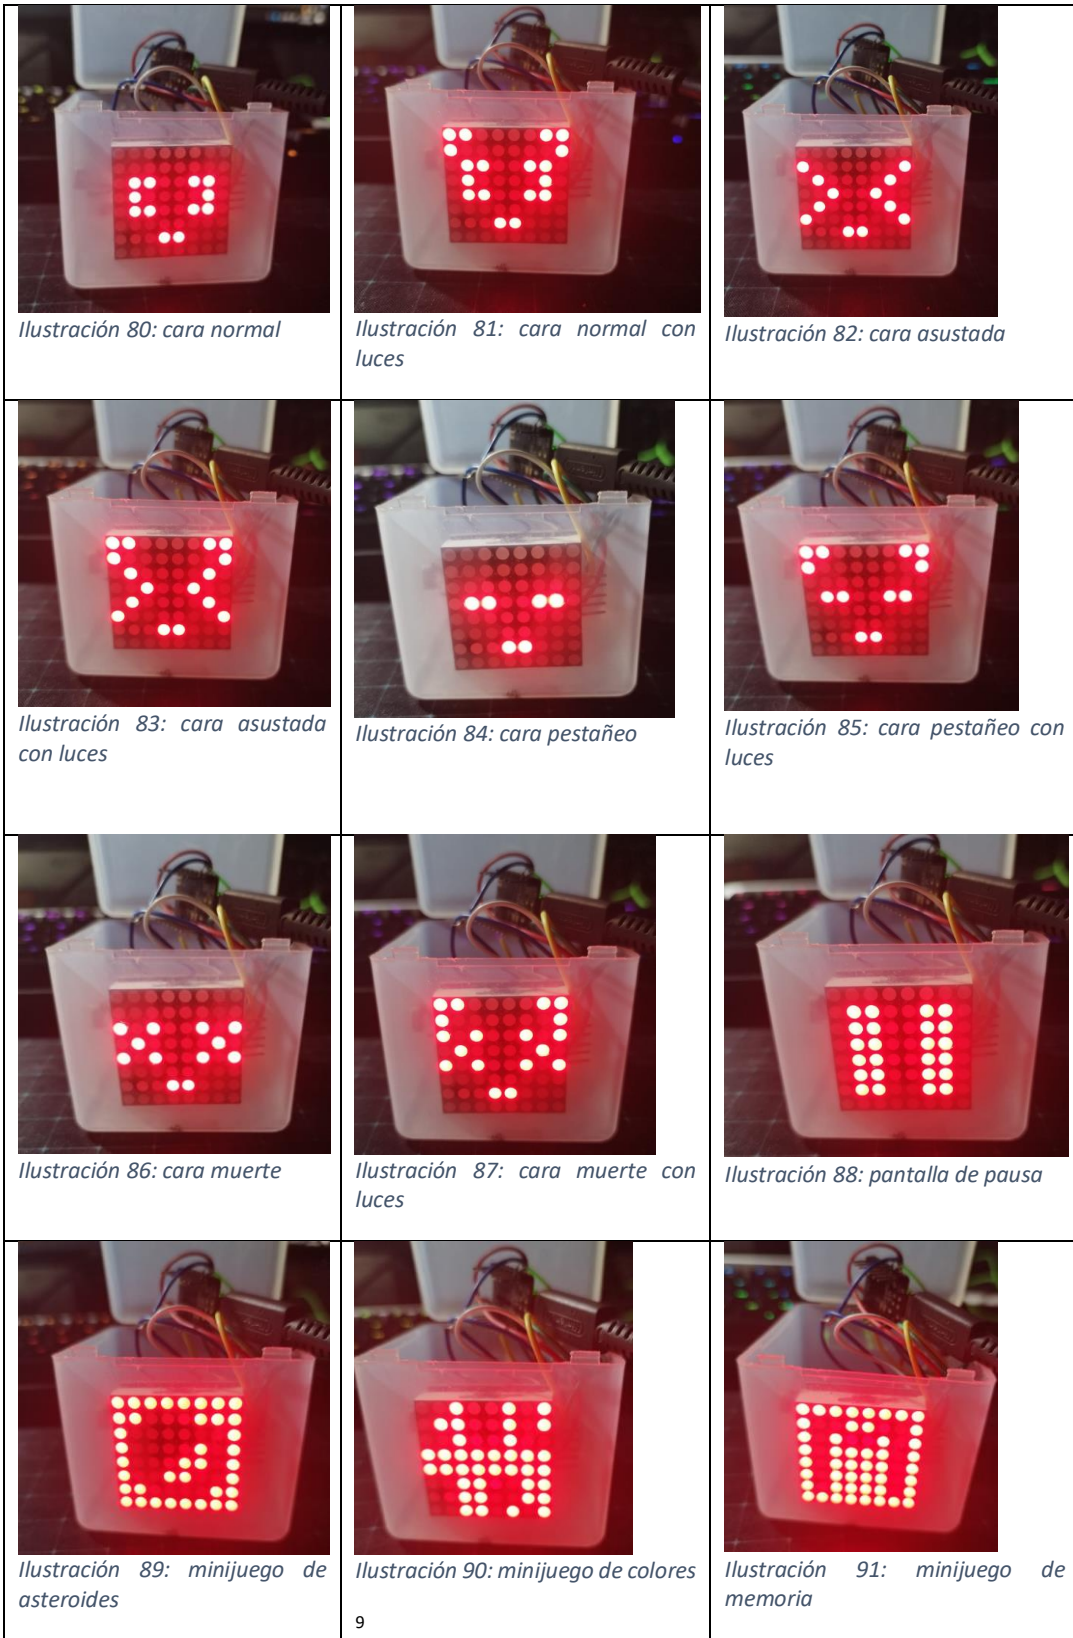 Ilustración 80: cara normal
Ilustración 81: cara normal con
luces
Ilustración 82: cara asustada
Ilustración 83: cara asustada
con luces
Ilustración 84: cara pestañeo
Ilustración 85: cara pestañeo con
luces
Ilustración 86: cara muerte
Ilustración 87: cara muerte con
luces
Ilustración 88: pantalla de pausa
Ilustración 89: minijuego de
asteroides
Ilustración 90: minijuego de colores
Ilustración 91: minijuego de
memoria
9